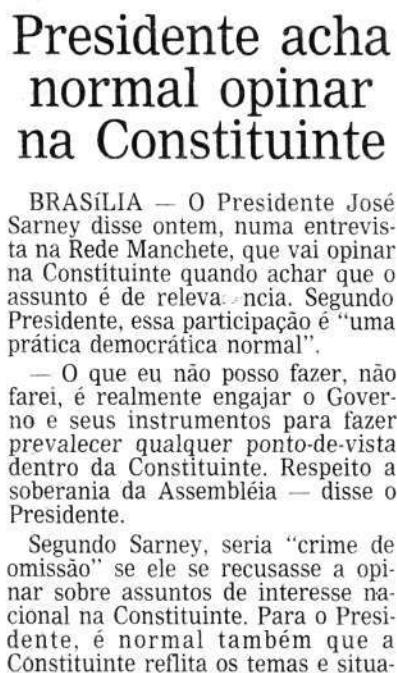 Presidente acha
normal opinar
na Constituinte
BRASíLIA — O Presidente José
Sarney disse ontem, numa entrevis-
ta na Rede Manchete, que vai opinar
na Constituinte quando achar que o
assunto é de releva ncia. Segundo
Presidente, essa participação é “uma
prática democrática normal”.
— O que eu não posso fazer, não
farei, é realmente engajar o Gover-
no e seus instrumentos para fazer
prevalecer qualquer ponto-de-vista
dentro da Constituinte. Respeito a
soberania da Assembléia — disse o
Presidente.
Segundo Sarney, seria “crime de
omissão” se ele se recusasse a opi-
nar sobre assuntos de interesse na-
cional na Constituinte. Para o Presi-
dente, é normal também que a
Constituinte reflita os temas e situa-